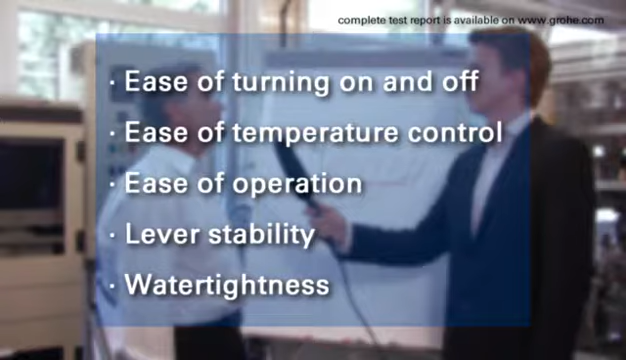 complete test report is available on www.grohe.com
· Ease of turning on and off
· Ease of temperature control
· Ease of operation
· Lever stability
· Watertightness